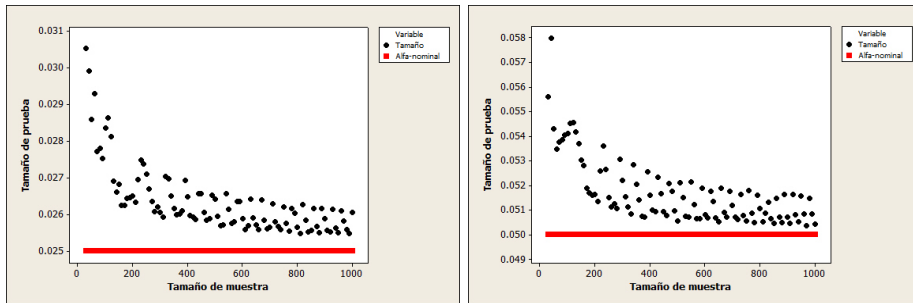 0.031
0.030
0.029
0.028
0.027
0.026
0.025
Tamaño de prueba
0 200 400 600 800 1000
Tamaño de muestra
Variable
Tamaño
Alfa-nominal
0.058
0.057
0.055
0.054
0.053
0.052
0.051
0.050
0.049
Tamaño de prueba
0 200 400 600 800 1000
Tamaño de muestra
Variable
Tamaño
Alfa-nominal